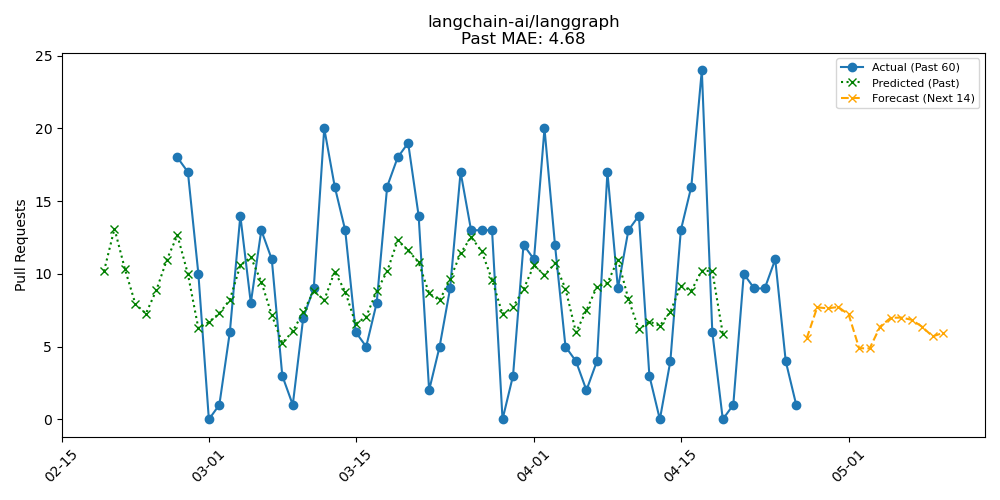 langchain-ai/langgraph
Past MAE: 4.68
Actual (Past 60)
Predicted (Past)
Forecast (Next 14)
Pull Requests
25
20
15
10
5
0
02-15
03-01
03-15
04-01
04-15
05-01